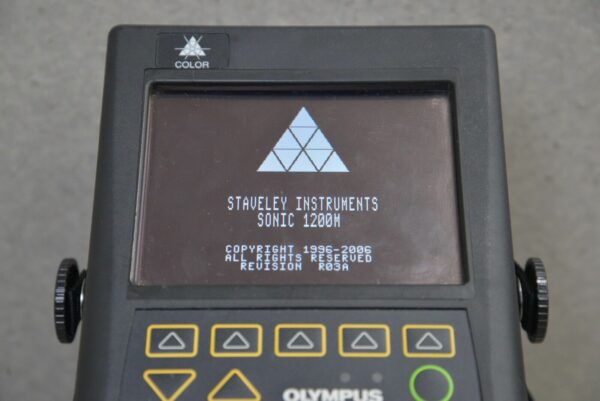 COLOR
STAVELEY INSTRUMENTS
SONIC 1200M
COPYRIGHT 1996-2006
ALL RIGHTS RESERVED
REVISION R03A
OLYMPUS